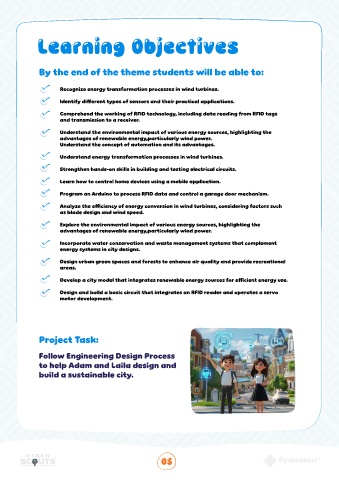 Learning Objectives
By the end of the theme students will be able to:
Recognize energy transformation processes in wind turbines.
Identify different types of sensors and their practical applications.
Comprehend the working of RFID technology, including data reading from RFID tags
and transmission to a receiver.
Understand the environmental impact of various energy sources, highlighting the
advantages of renewable energy,particularly wind power.
Understand the concept of automation and its advantages.
Understand energy transformation processes in wind turbines.
Strengthen hands-on skills in building and testing electrical circuits.
Learn how to control home devices using a mobile application.
Program an Arduino to process RFID data and control a garage door mechanism.
Analyze the efficiency of energy conversion in wind turbines, considering factors such
as blade design and wind speed.
Explore the environmental impact of various energy sources, highlighting the
advantages of renewable energy,particularly wind power.
Incorporate water conservation and waste management systems that complement
energy systems in city designs.
Design urban green spaces and forests to enhance air quality and provide recreational
areas.
Develop a city model that integrates renewable energy sources for efficient energy use.
Design and build a basic circuit that integrates an RFID reader and operates a servo
motor development.
Project Task:
Follow Engineering Design Process
to help Adam and Laila design and
build a sustainable city.
STEAM
SCOUTS
05
Pyramakerz